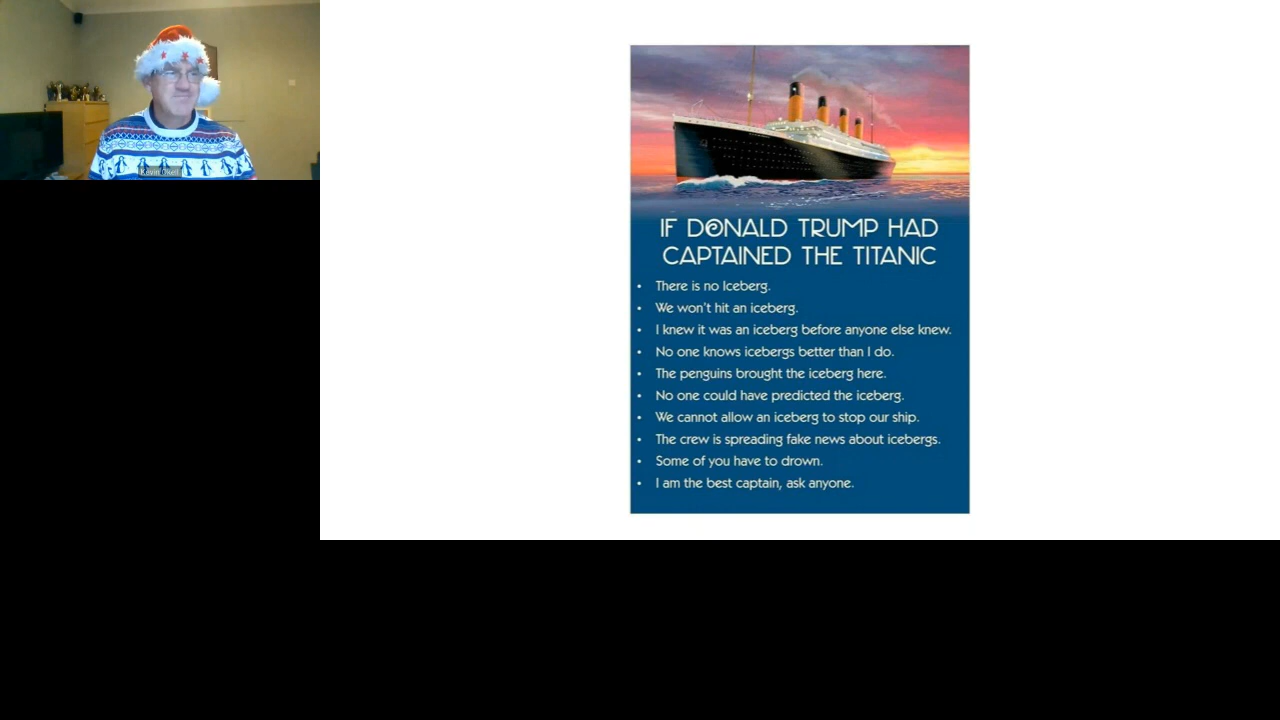 IF DONALD TRUMP HAD
CAPTAINED THE TITANIC
• There is no Iceberg.
• We won't hit an iceberg.
• I knew it was an iceberg before anyone else knew.
• No one knows icebergs better than I do.
• The penguins brought the iceberg here.
• No one could have predicted the iceberg.
• We cannot allow an iceberg to stop our ship.
• The crew is spreading fake news about icebergs.
• Some of you have to drown.
• I am the best captain, ask anyone.